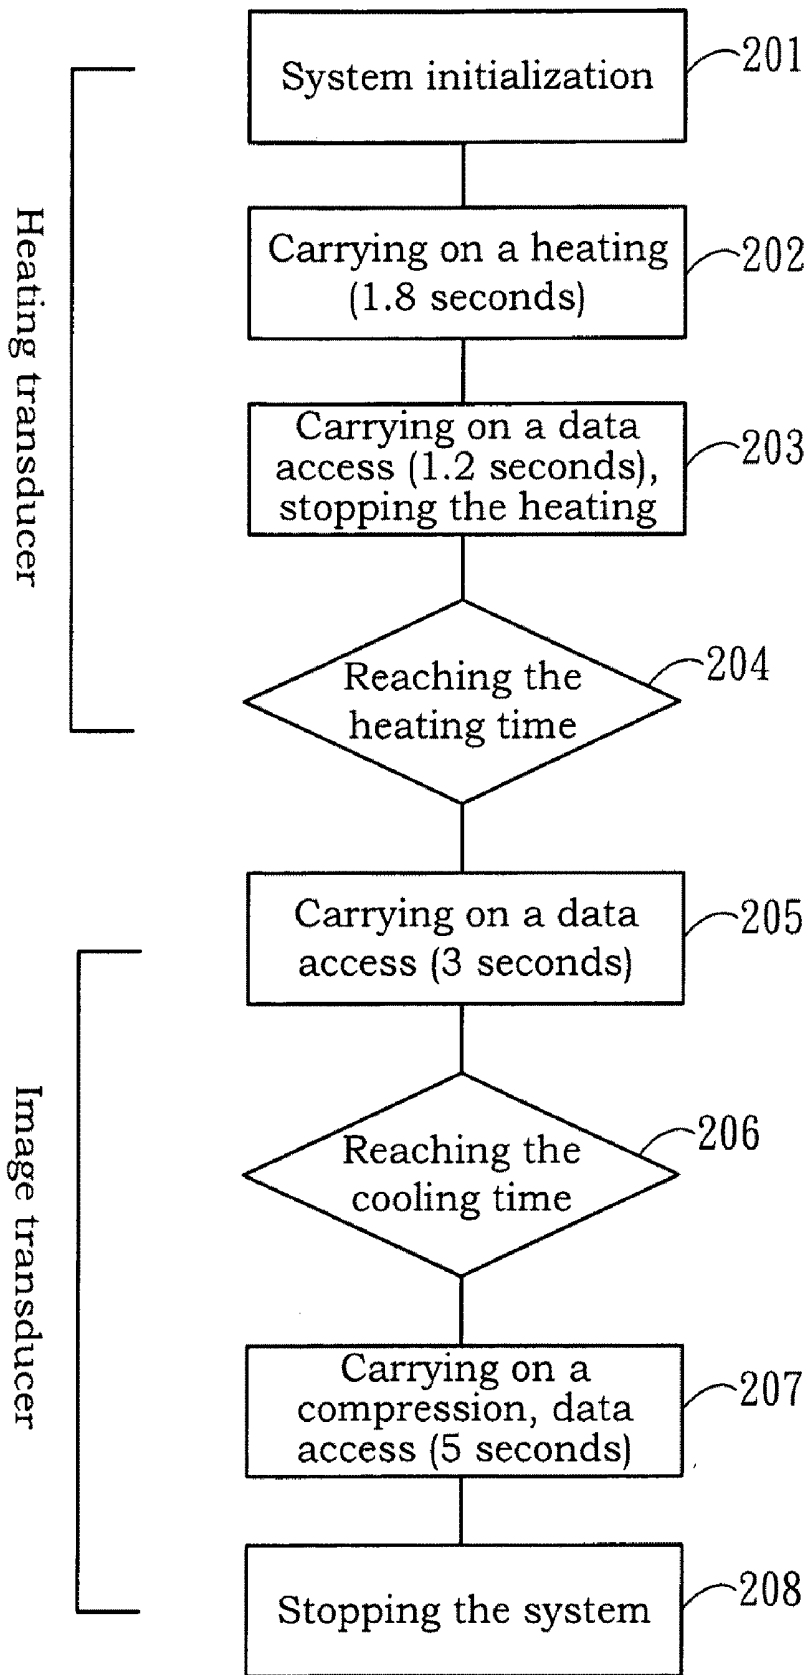 System initialization
201
Carrying on a heating
(1.8 seconds)
202
Carrying on a data
access (1.2 seconds),
stopping the heating
203
Reaching the
heating time
204
Heating transducer
Carrying on a data
access (3 seconds)
205
Reaching the
cooling time
206
Carrying on a
compression, data
access (5 seconds)
207
Stopping the system
208
Image transducer